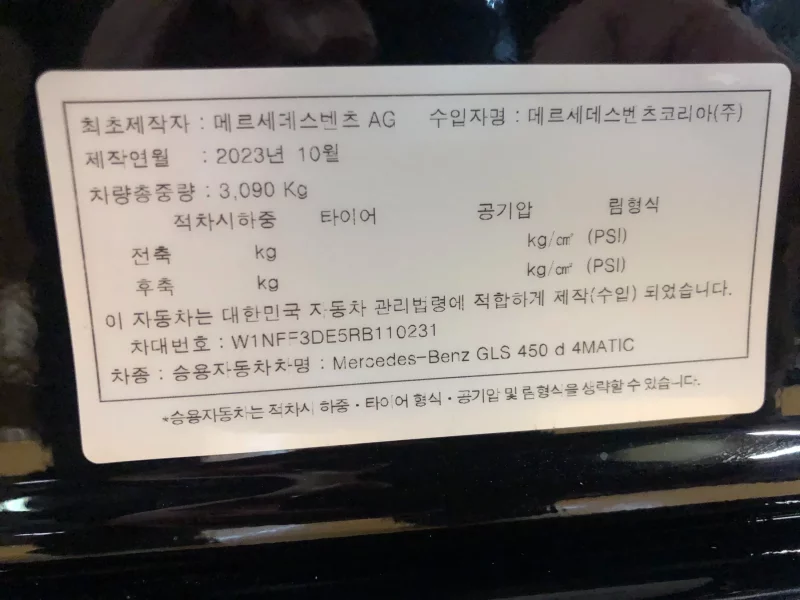 최초제작자 : 메르세데스벤츠 AG 수입자명 : 메르세데스벤츠코리아(주)
제작연월 : 2023년 10월
차량총중량 : 3,090 Kg
적차시하중 타이어 공기압 림형식
전축 kg kg/㎠ (PSI)
후축 kg kg/㎠ (PSI)
이 자동차는 대한민국 자동차 관리법령에 적합하게 제작(수입) 되었습니다.
차대번호 : W1NFF3DE5RB110231
차종 : 승용자동차차명 : Mercedes-Benz GLS 450 d 4MATIC
*승용자동차는 적차시 하중・타이어 형식・공기압 및 림형식을 생략할 수 있습니다.